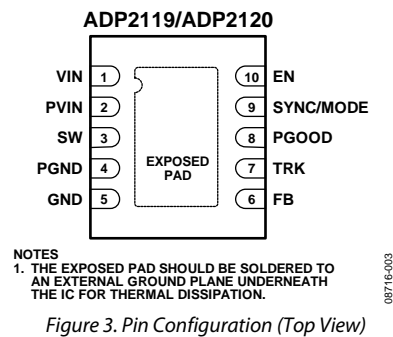 ADP2119/ADP2120
VIN 1
PVIN 2
SW 3
PGND 4
GND 5
10 EN
9 SYNC/MODE
8 PGOOD
7 TRK
6 FB
EXPOSED
PAD
NOTES
1. THE EXPOSED PAD SHOULD BE SOLDERED TO
AN EXTERNAL GROUND PLANE UNDERNEATH
THE IC FOR THERMAL DISSIPATION.
08716-003
Figure 3. Pin Configuration (Top View)